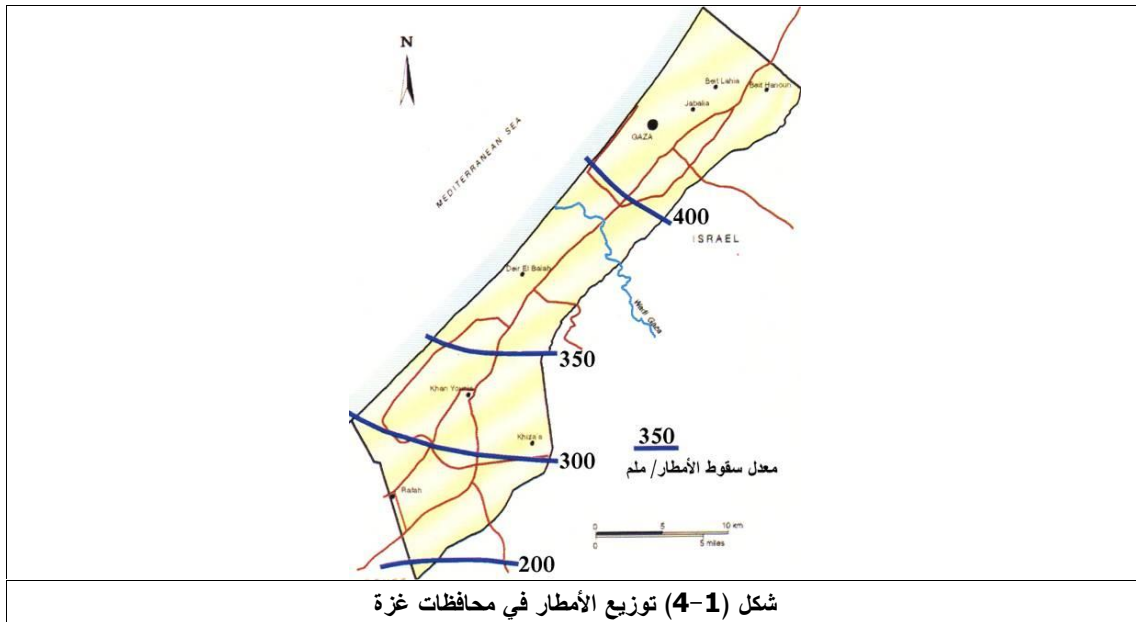 N
Beit Lahia
Beit Hanoun
Jabalia
GAZA
MEDITERRANEAN SEA
400
ISRAEL
Deir El Balah
Wadi Gaza
350
Khan Younis
Khiza'a
350
300
معدل سقوط الأمطار/ ملم
Rafah
0 5 10 km
0 5 miles
200
شكل (1-4) توزيع الأمطار في محافظات غزة